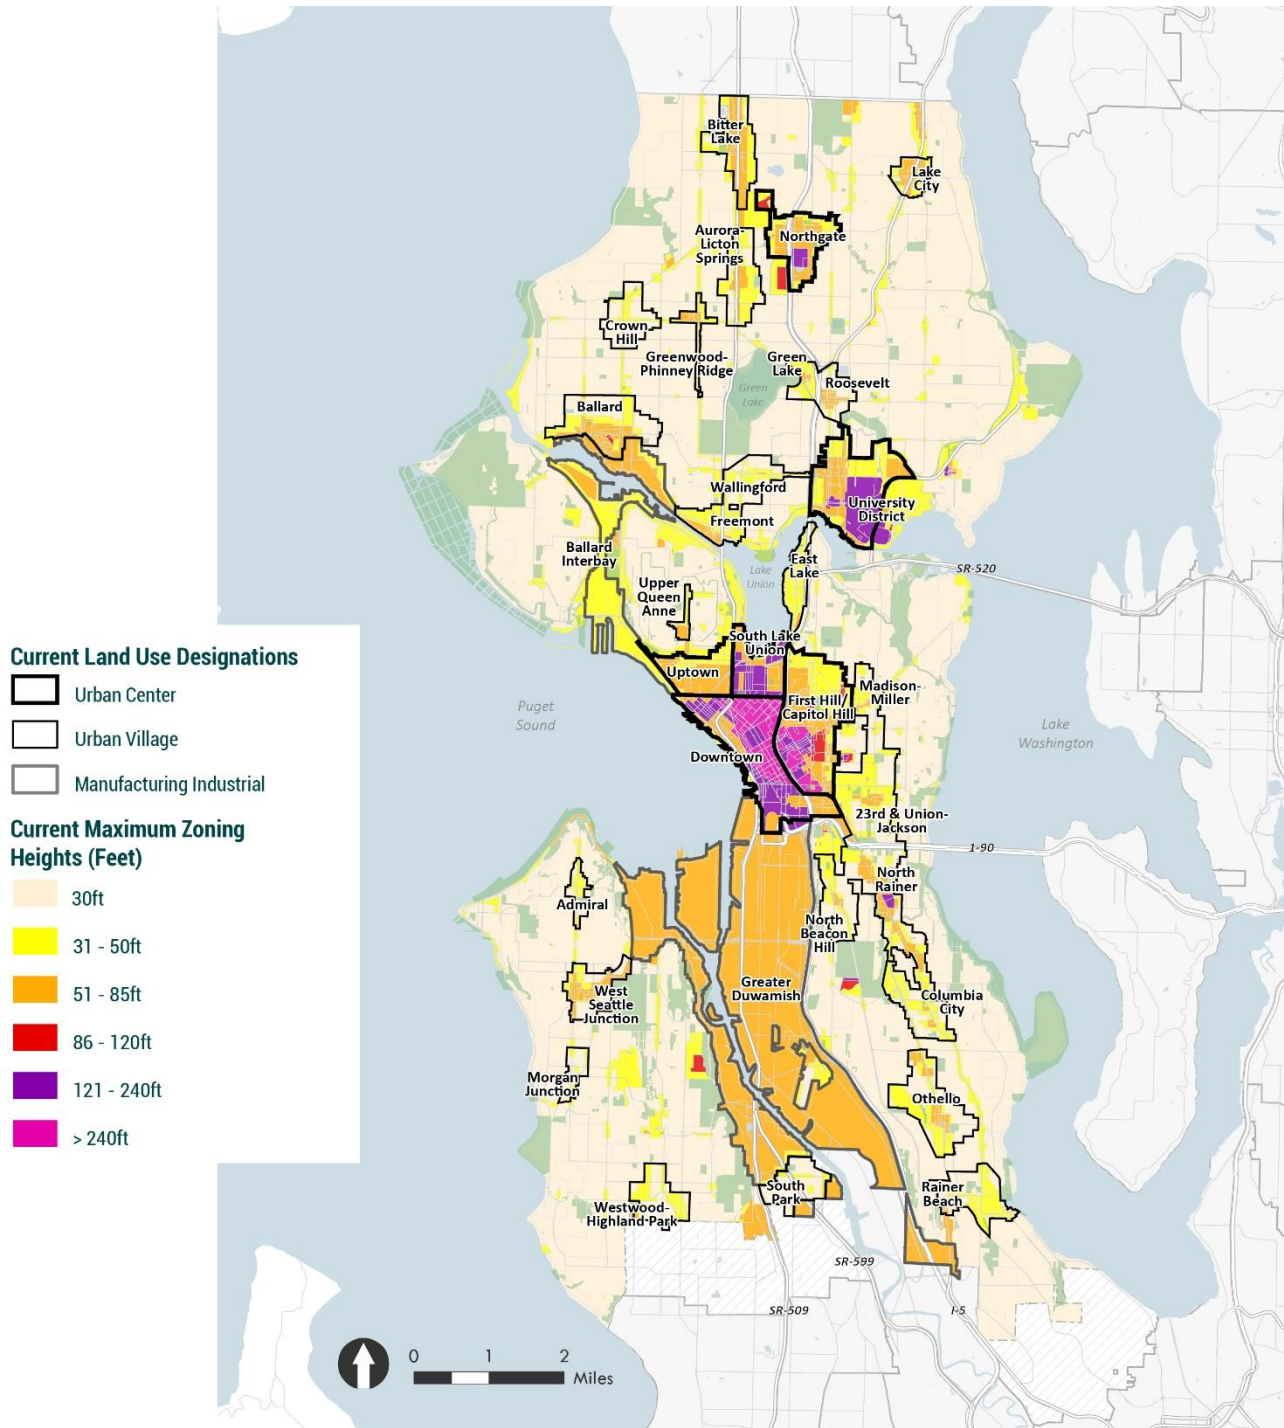 Bitter
Lake
Lake
City
Northgate
Aurora-
Licton
Springs
Crown
Hill
Greenwood-
Phinney Ridge
Green
Lake
Roosevelt
Green
Lake
Ballard
Wallingford
University
District
Freemont
Ballard
Interbay
East
Lake
Lake
Union
SR-520
Upper
Queen
Anne
South Lake
Union
Uptown
Madison-
Miller
First Hill/
Capitol Hill
Puget
Sound
Lake
Washington
Downtown
23rd & Union-
Jackson
1-90
North
Rainer
Admiral
North
Beacon
Hill
Greater
Duwamish
West
Seattle
Junction
Columbia
City
Morgan
Junction
Othello
South
Park
Rainer
Beach
Westwood-
Highland Park
SR-599
SR-509
I-5
Current Land Use Designations
Urban Center
Urban Village
Manufacturing Industrial
Current Maximum Zoning
Heights (Feet)
30ft
31 - 50ft
51 - 85ft
86 - 120ft
121 - 240ft
> 240ft
0 1 2
Miles